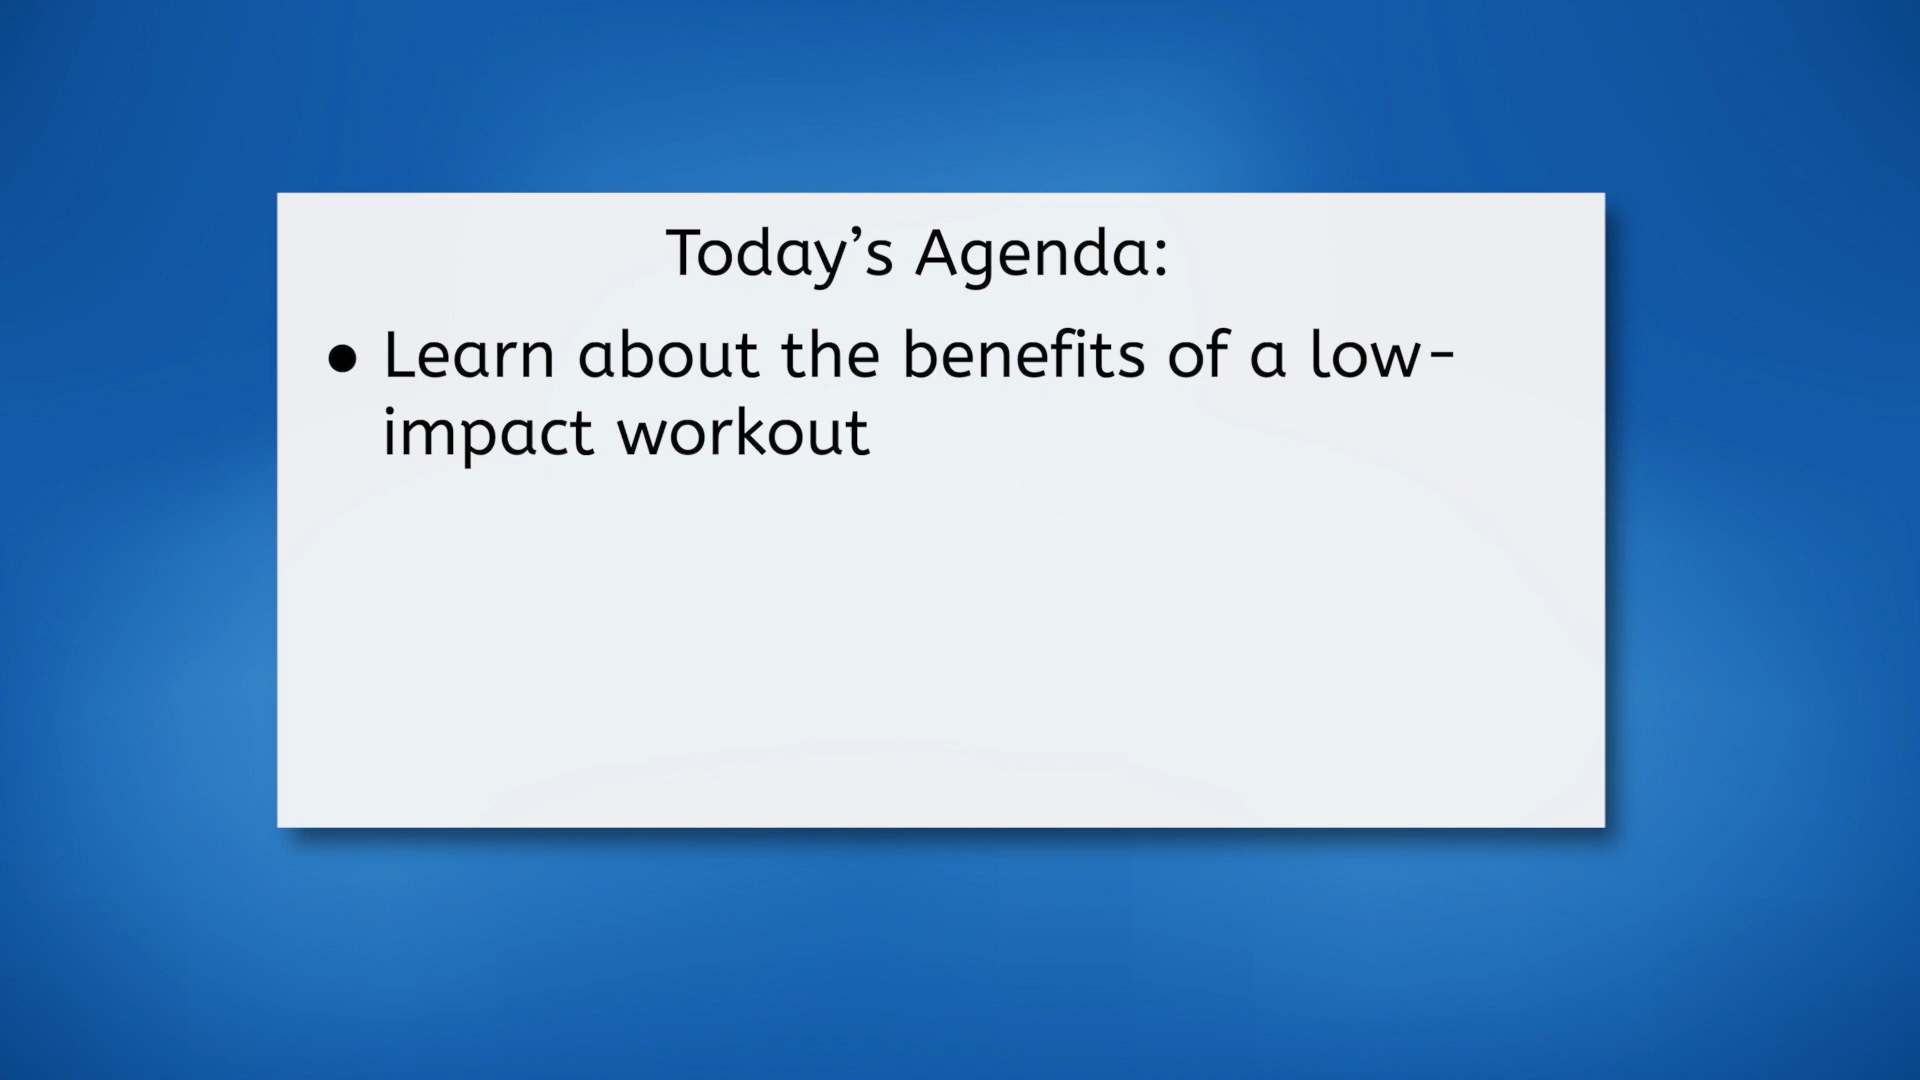 Today’s Agenda:
● Learn about the benefits of a low-
impact workout